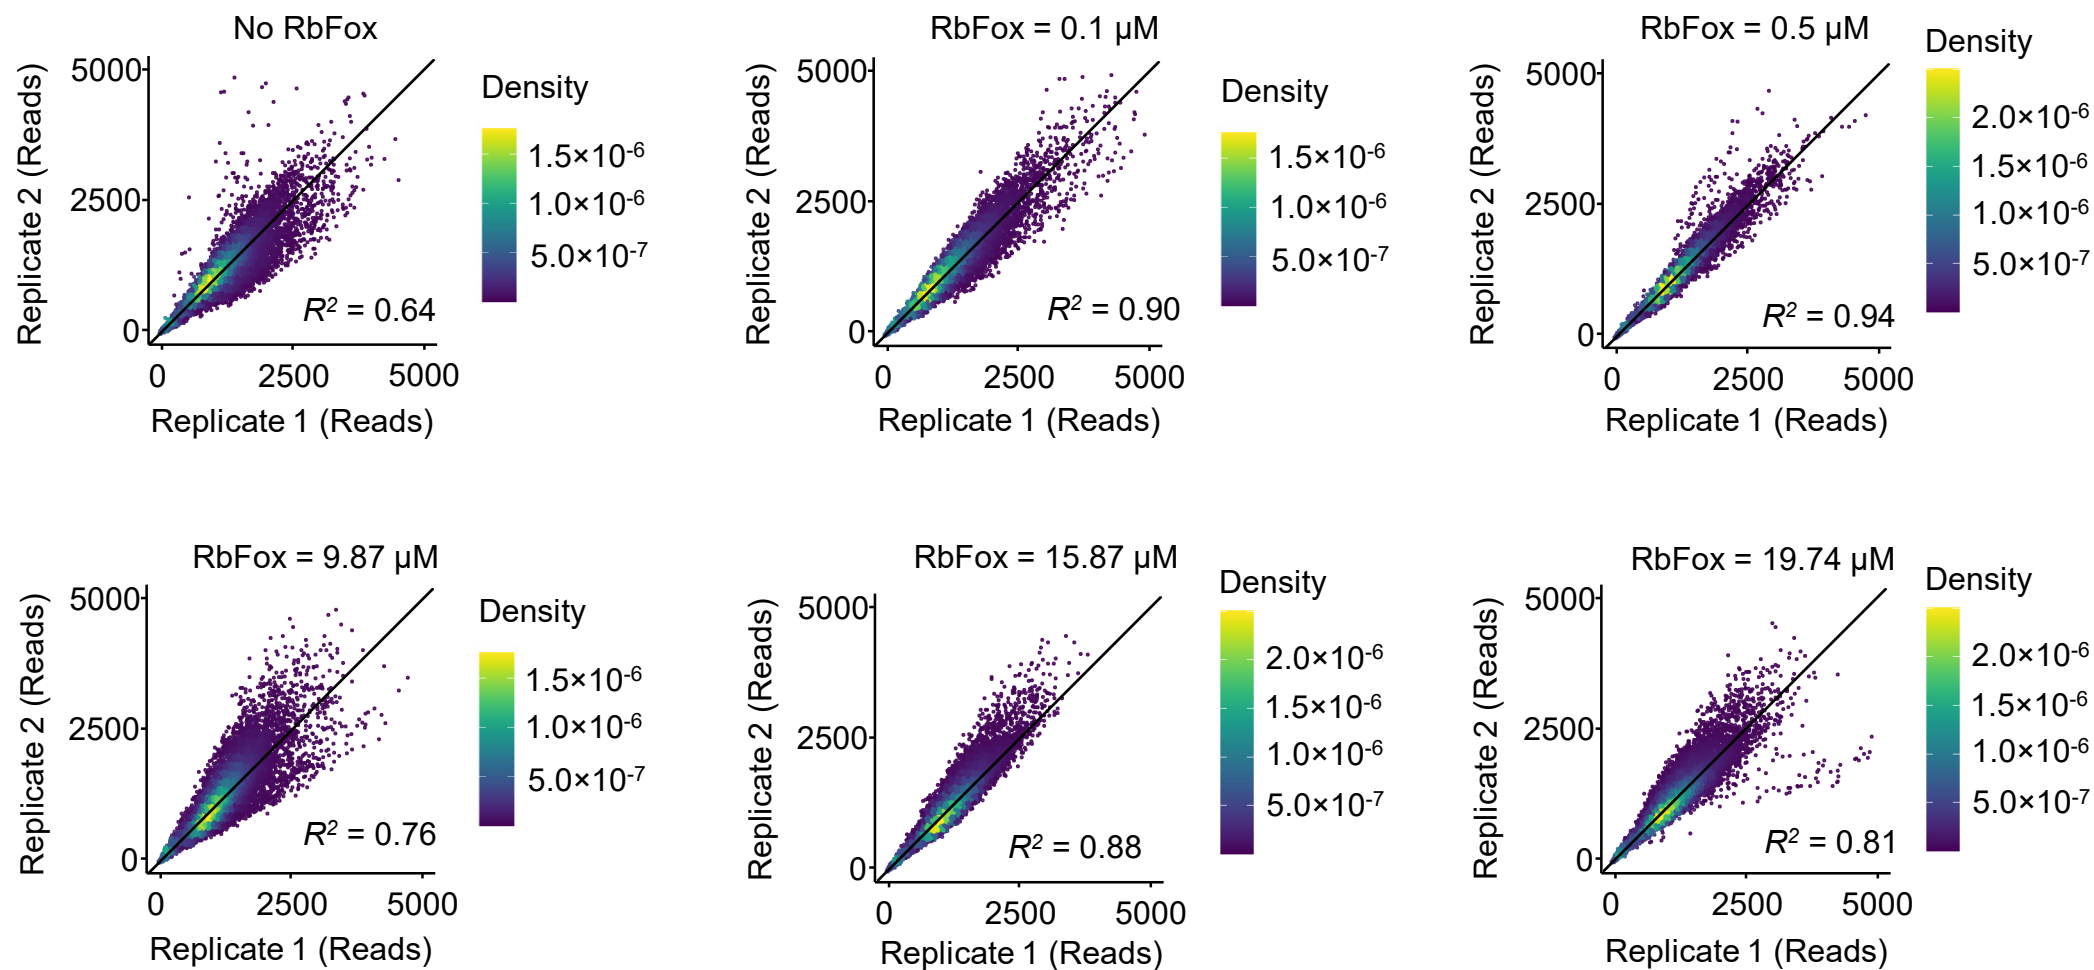 No RbFox
Replicate 2 (Reads)
5000
2500
0
0 2500 5000
Replicate 1 (Reads)
R² = 0.64
Density
1.5×10⁻⁶
1.0×10⁻⁶
5.0×10⁻⁷
RbFox = 0.1 µM
Replicate 2 (Reads)
5000
2500
0
0 2500 5000
Replicate 1 (Reads)
R² = 0.90
Density
1.5×10⁻⁶
1.0×10⁻⁶
5.0×10⁻⁷
RbFox = 0.5 µM
Replicate 2 (Reads)
5000
2500
0
0 2500 5000
Replicate 1 (Reads)
R² = 0.94
Density
2.0×10⁻⁶
1.5×10⁻⁶
1.0×10⁻⁶
5.0×10⁻⁷
RbFox = 9.87 µM
Replicate 2 (Reads)
5000
2500
0
0 2500 5000
Replicate 1 (Reads)
R² = 0.76
Density
1.5×10⁻⁶
1.0×10⁻⁶
5.0×10⁻⁷
RbFox = 15.87 µM
Replicate 2 (Reads)
5000
2500
0
0 2500 5000
Replicate 1 (Reads)
R² = 0.88
Density
2.0×10⁻⁶
1.5×10⁻⁶
1.0×10⁻⁶
5.0×10⁻⁷
RbFox = 19.74 µM
Replicate 2 (Reads)
5000
2500
0
0 2500 5000
Replicate 1 (Reads)
R² = 0.81
Density
2.0×10⁻⁶
1.5×10⁻⁶
1.0×10⁻⁶
5.0×10⁻⁷